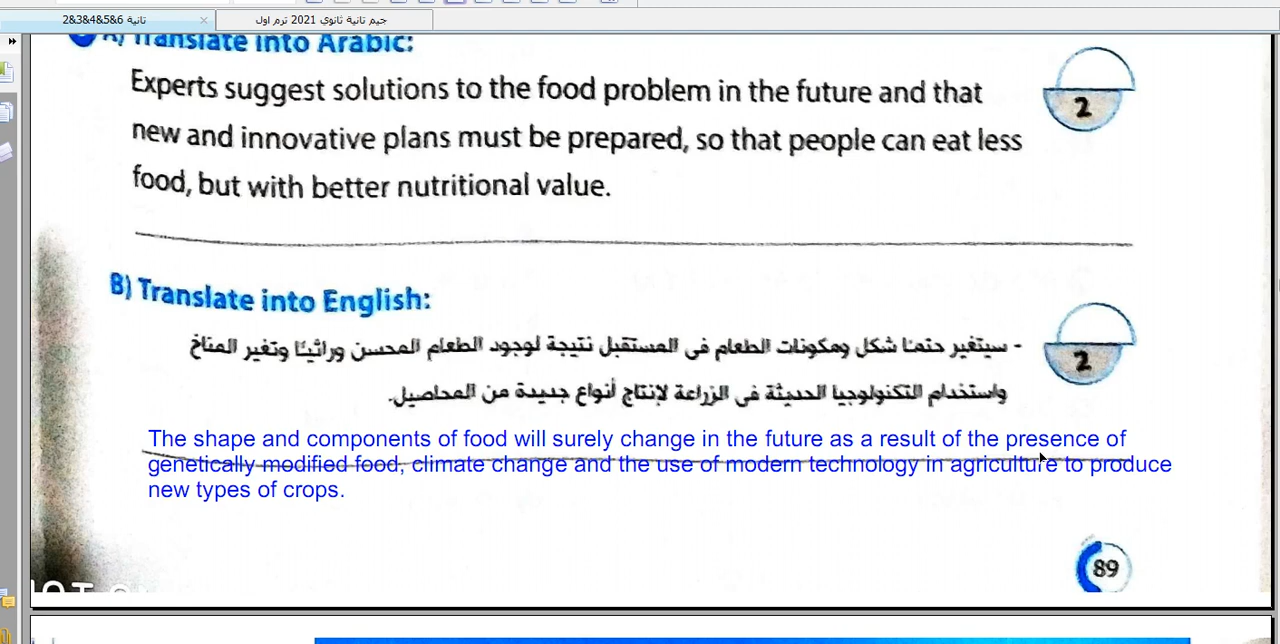 تانية 2&3&4&5&6
جيم تانية ثانوي 2021 ترم اول
A) Translate into Arabic:
Experts suggest solutions to the food problem in the future and that
2
new and innovative plans must be prepared, so that people can eat less
food, but with better nutritional value.
B) Translate into English:
- سيتغير حتمًا شكل ومكونات الطعام فى المستقبل نتيجة لوجود الطعام المحسن وراثيًا وتغير المناخ
2
واستخدام التكنولوجيا الحديثة فى الزراعة لإنتاج أنواع جديدة من المحاصيل.
The shape and components of food will surely change in the future as a result of the presence of
genetically modified food, climate change and the use of modern technology in agriculture to produce
new types of crops.
89